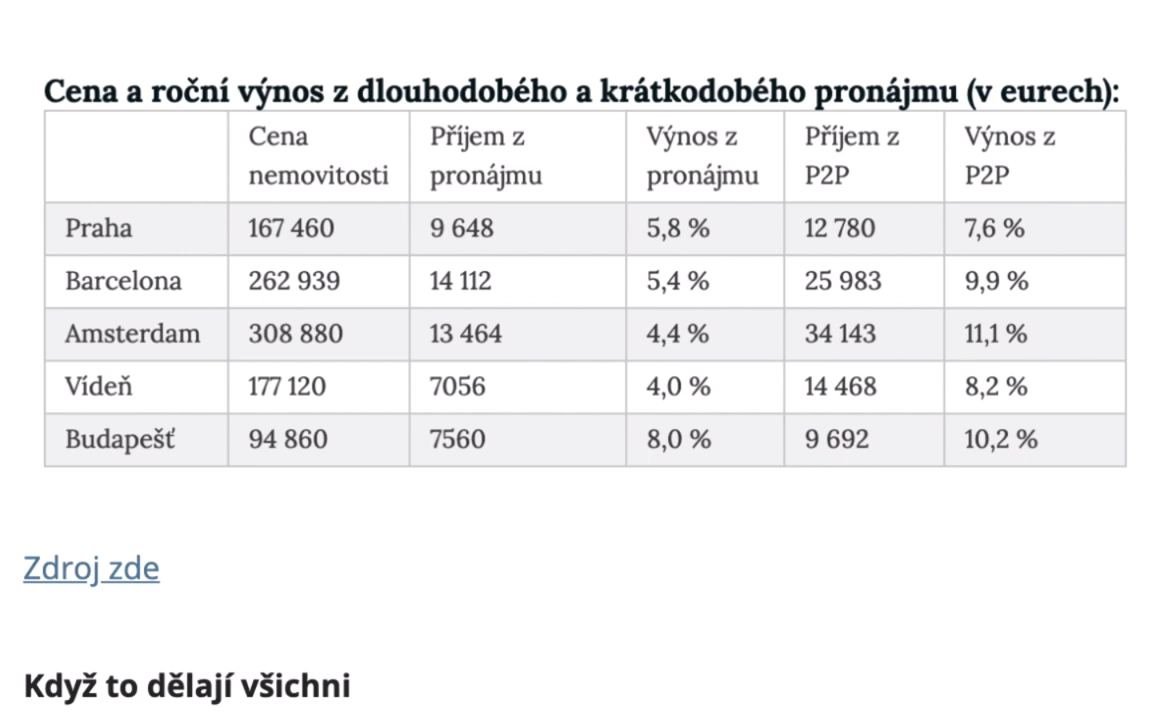 Cena a roční výnos z dlouhodobého a krátkodobého pronájmu (v eurech):
Cena nemovitosti Příjem z pronájmu Výnos z pronájmu Příjem z P2P Výnos z P2P
Praha 167 460 9 648 5,8 % 12 780 7,6 %
Barcelona 262 939 14 112 5,4 % 25 983 9,9 %
Amsterdam 308 880 13 464 4,4 % 34 143 11,1 %
Vídeň 177 120 7056 4,0 % 14 468 8,2 %
Budapešť 94 860 7560 8,0 % 9 692 10,2 %
Zdroj zde
Když to dělají všichni